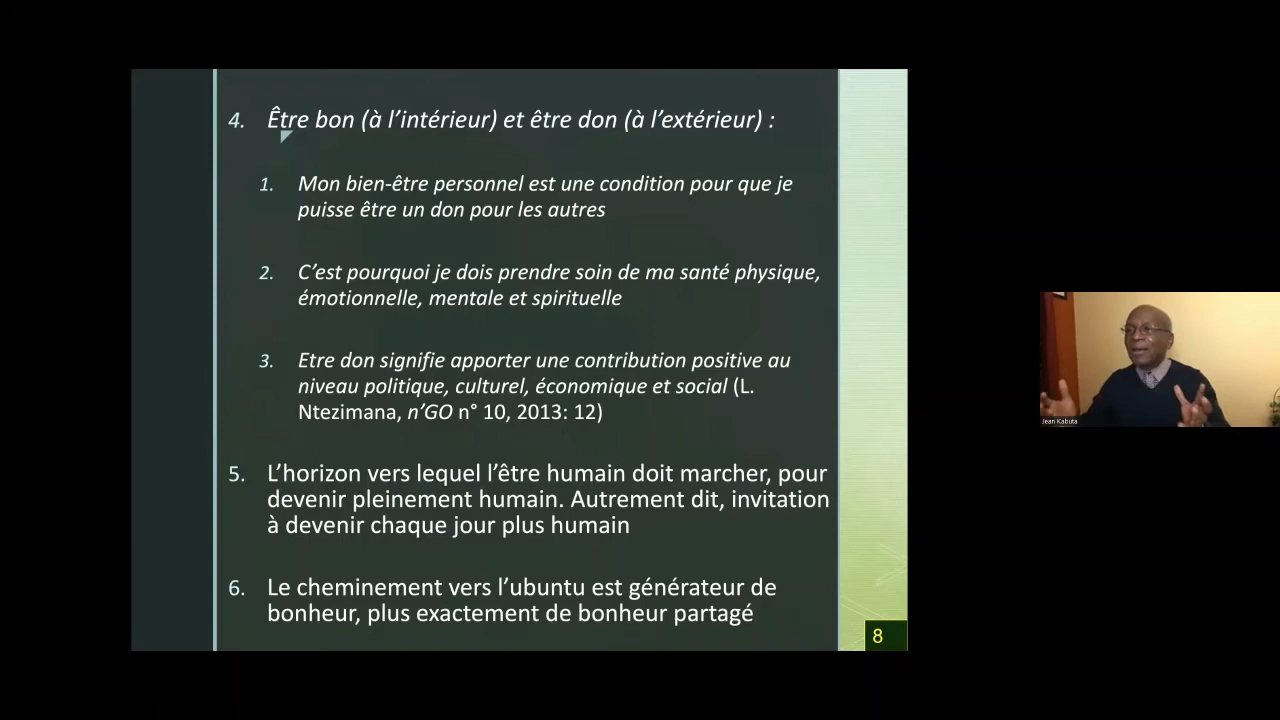 4. Être bon (à l’intérieur) et être don (à l’extérieur) :
1. Mon bien-être personnel est une condition pour que je
puisse être un don pour les autres
2. C’est pourquoi je dois prendre soin de ma santé physique,
émotionnelle, mentale et spirituelle
3. Etre don signifie apporter une contribution positive au
niveau politique, culturel, économique et social (L.
Ntezimana, n’GO n° 10, 2013: 12)
5. L’horizon vers lequel l’être humain doit marcher, pour
devenir pleinement humain. Autrement dit, invitation
à devenir chaque jour plus humain
6. Le cheminement vers l’ubuntu est générateur de
bonheur, plus exactement de bonheur partagé
8
Jean Kabuta